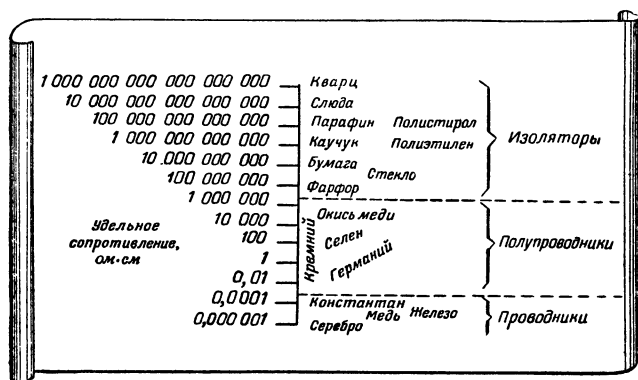 1 000 000 000 000 000 000 Кварц
10 000 000 000 000 000 Слюда
100 000 000 000 000 Парафин Полистирол
1 000 000 000 000 Каучук Полиэтилен
Изоляторы
10.000 000 000 Бумага
Стекло
100 000 000 Фарфор
1 000 000
10 000 Окись меди
Удельное сопротивление, ом·см
100 Селен
Кремний
Полупроводники
1 Германий
0,01
0,0001 Константан
Медь Железо
Проводники
0,000 001 Серебро